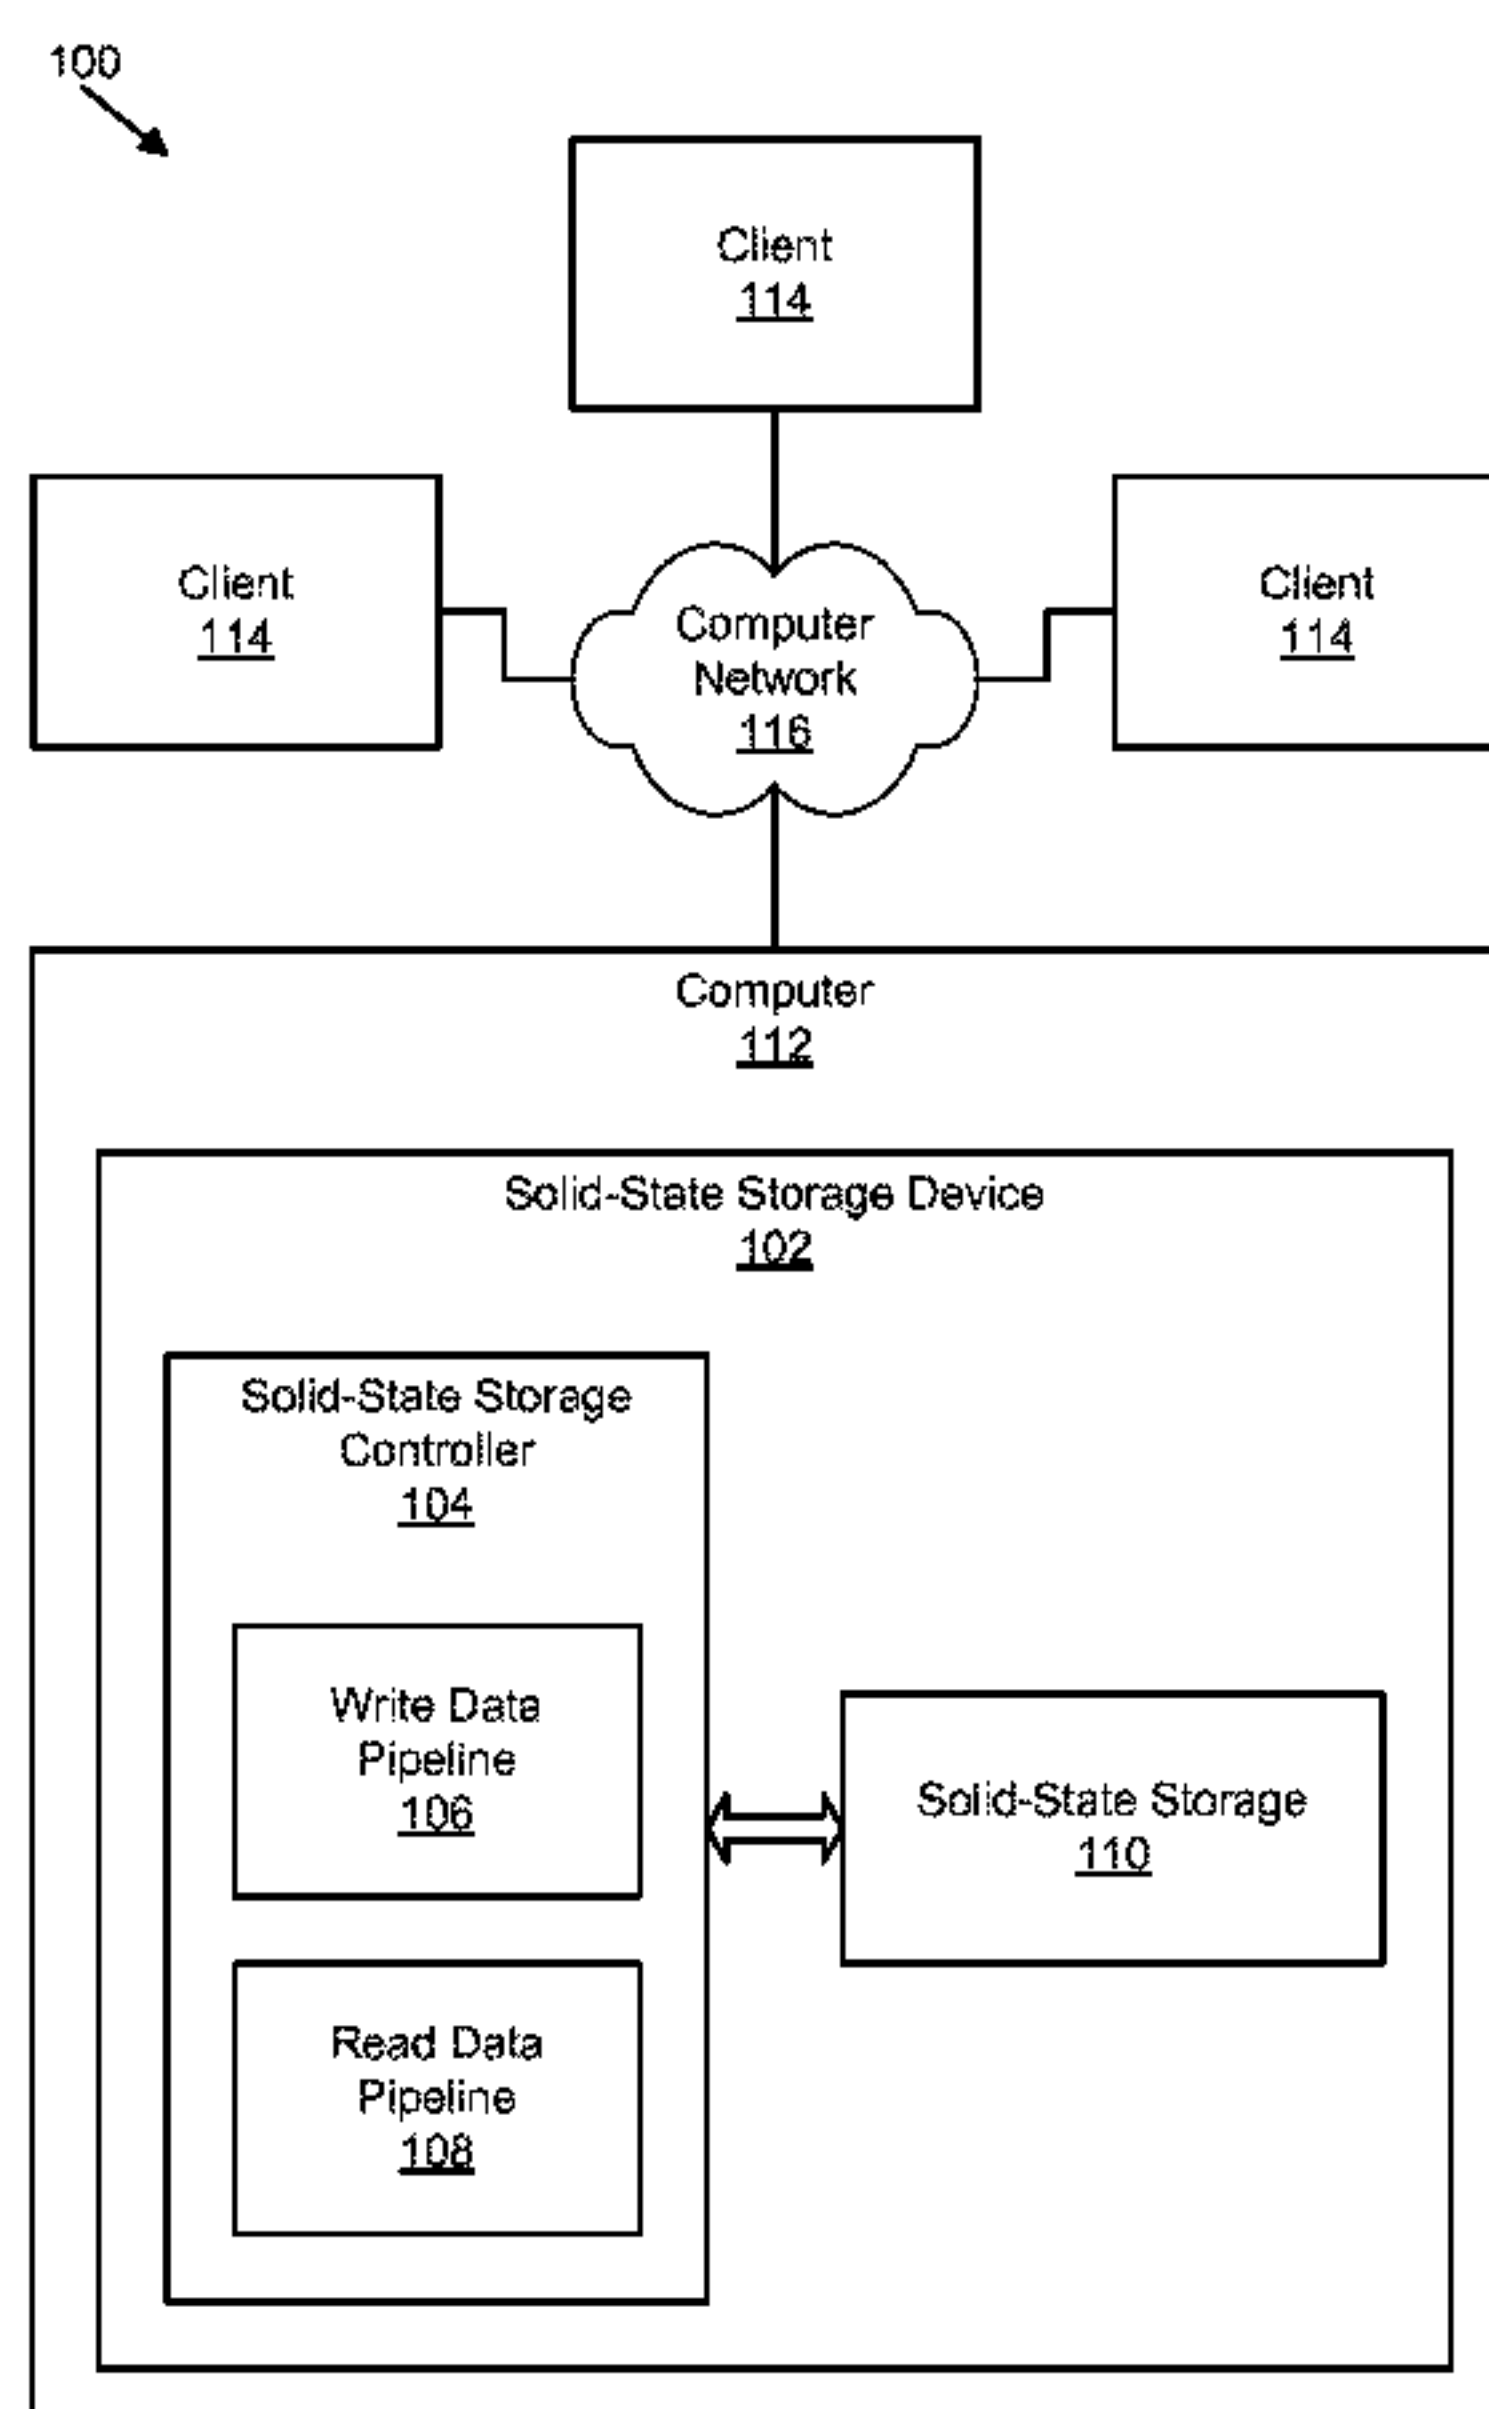 100
Client
114
Client
114
Computer
Network
116
Client
114
Computer
112
Solid-State Storage Device
102
Solid-State Storage
Controller
104
Write Data
Pipeline
106
Solid-State Storage
110
Read Data
Pipeline
108